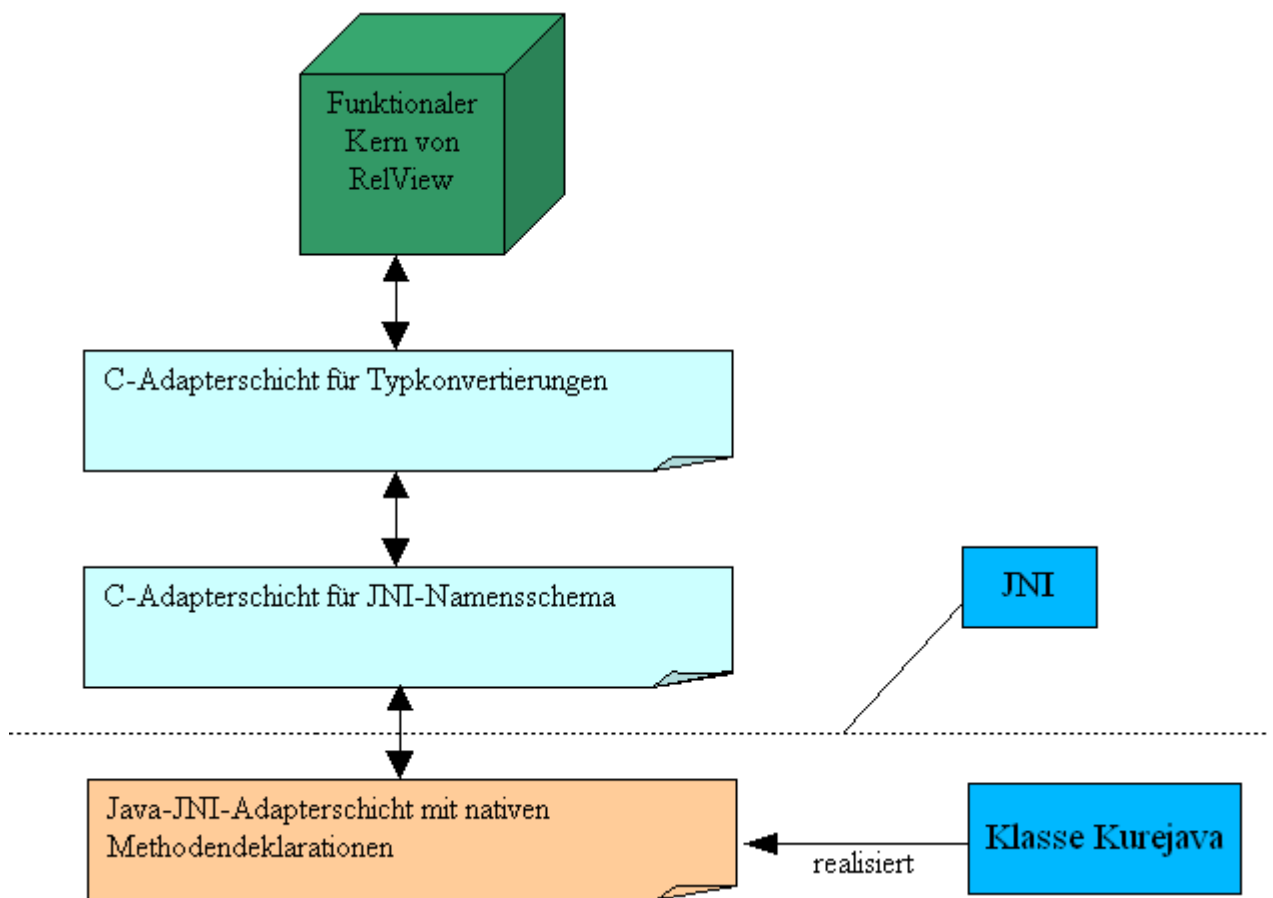 Funktionaler
Kern von
RelView
C-Adapterschicht für Typkonvertierungen
C-Adapterschicht für JNI-Namensschema
JNI
Java-JNI-Adapterschicht mit nativen
Methodendeklarationen
realisiert
Klasse Kurejava